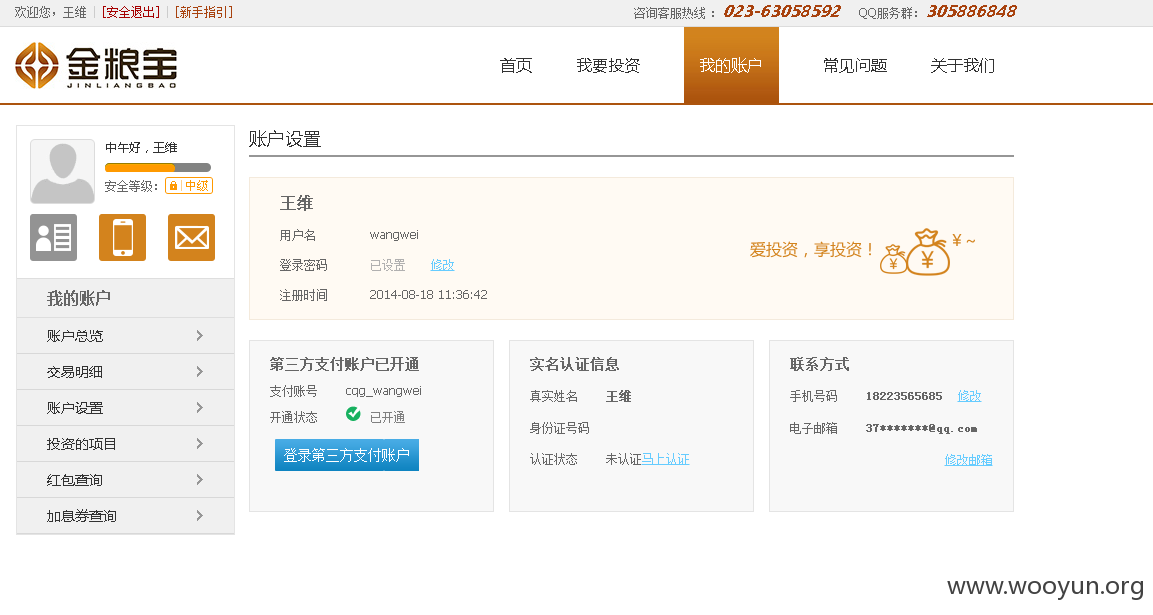 欢迎您，王维 | [安全退出] | [新手指引]
咨询客服热线：023-63058592 QQ服务群：305886848
金粮宝
JINLIANGBAO
首页 我要投资 我的账户 常见问题 关于我们
中午好，王维
安全等级： 中级
我的账户
账户总览
交易明细
账户设置
投资的项目
红包查询
加息券查询
账户设置
王维
用户名 wangwei
登录密码 已设置 修改
注册时间 2014-08-18 11:36:42
爱投资，享投资！ ¥ ¥ ¥ ~
第三方支付账户已开通
支付账号 cqg_wangwei
开通状态 已开通
登录第三方支付账户
实名认证信息
真实姓名 王维
身份证号码
认证状态 未认证马上认证
联系方式
手机号码 18223565685 修改
电子邮箱 37*******@qq.com
修改邮箱
www.wooyun.org